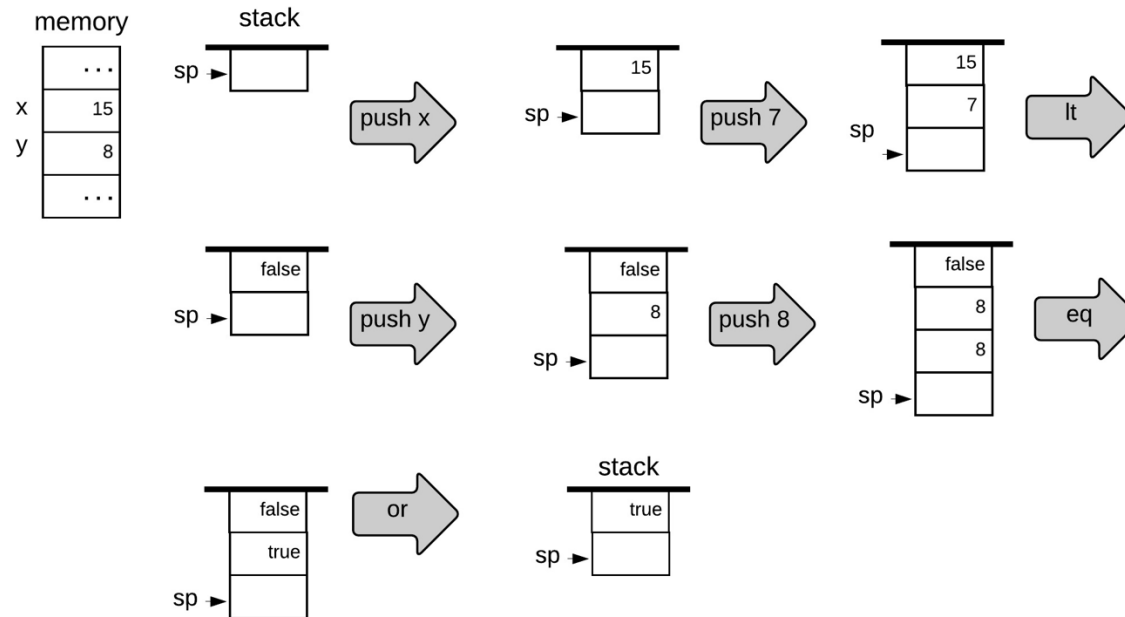 memory
stack
...
x 15
y 8
...
sp
push x
15
sp
push 7
15
7
sp
lt
false
sp
push y
false
8
sp
push 8
false
8
8
sp
eq
false
true
sp
or
stack
true
sp